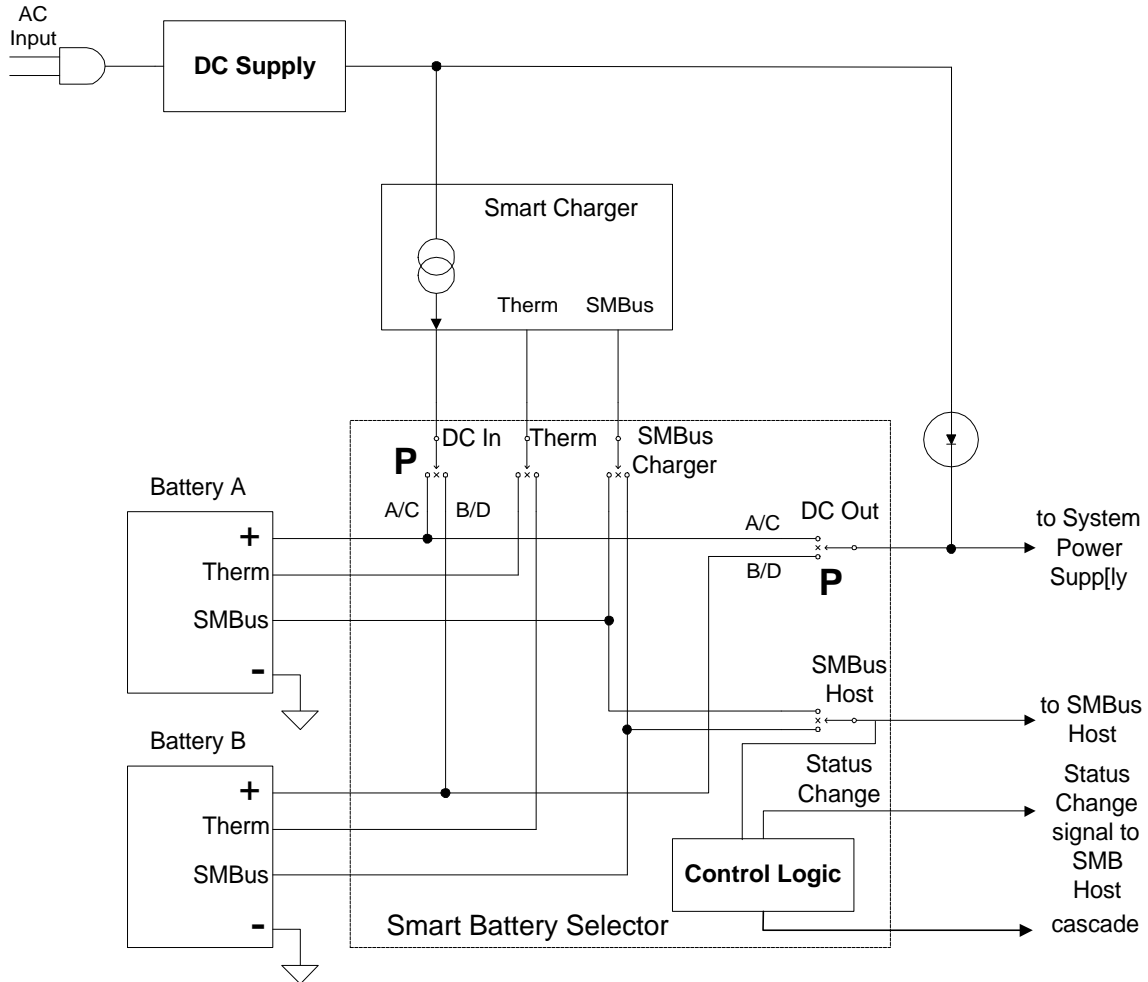 AC
Input
DC Supply
Smart Charger
Therm
SMBus
DC In
Therm
SMBus
Charger
P
A/C
B/D
Battery A
+
Therm
SMBus
-
A/C
DC Out
B/D
P
to System
Power
Supp[ly
SMBus
Host
to SMBus
Host
Battery B
+
Therm
SMBus
-
Status
Change
Status
Change
signal to
SMB
Host
Control Logic
cascade
Smart Battery Selector